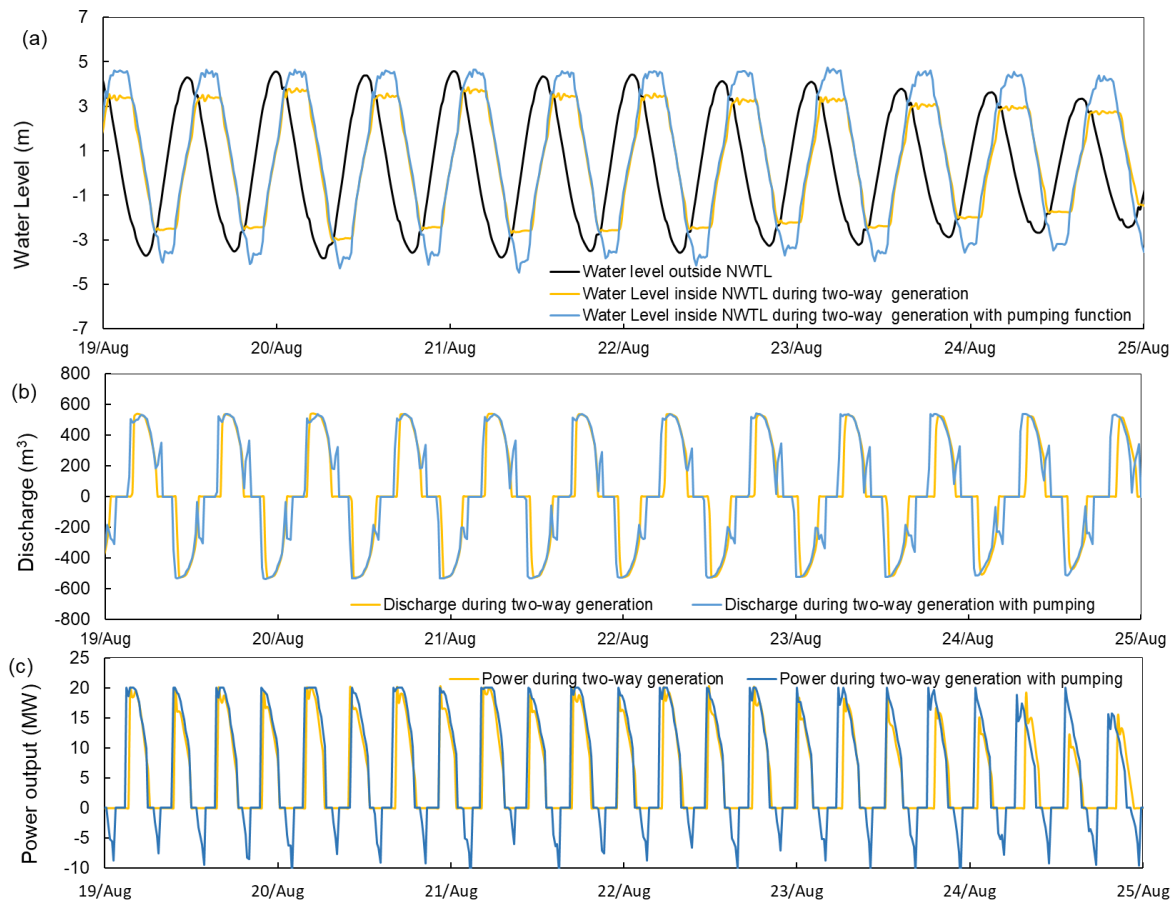 (a)
Water Level (m)
7
5
3
1
-1
-3
-5
-7
Water level outside NWTL
Water Level inside NWTL during two-way generation
Water Level inside NWTL during two-way generation with pumping function
19/Aug 20/Aug 21/Aug 22/Aug 23/Aug 24/Aug 25/Aug
(b)
Discharge (m³)
800
600
400
200
0
-200
-400
-600
-800
Discharge during two-way generation Discharge during two-way generation with pumping
19/Aug 20/Aug 21/Aug 22/Aug 23/Aug 24/Aug 25/Aug
(c)
Power output (MW)
25
20
15
10
5
0
-5
-10
Power during two-way generation Power during two-way generation with pumping
19/Aug 20/Aug 21/Aug 22/Aug 23/Aug 24/Aug 25/Aug